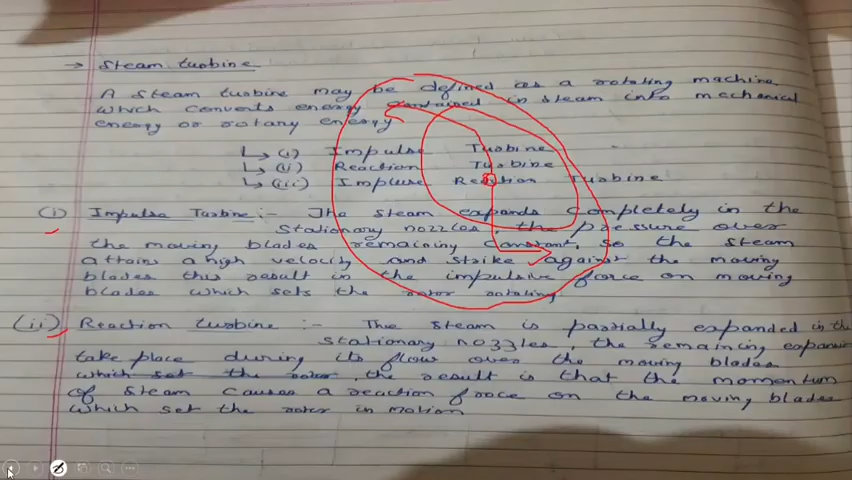 → Steam turbine
A steam turbine may be defined as a rotating machine
which converts energy contained in steam into mechanical
energy or rotary energy
↳ (i) Impulse Turbine
↳ (ii) Reaction Turbine
↳ (iii) Impluse Reaction Turbine
(i) Impulse Turbine :- The steam expands completely in the
stationary nozzles, the pressure over
the moving blades remaining constant, so the steam
attains a high velocity and strike against the moving
blades this result in the impulsive force on moving
blades which sets the rotor rotating
(ii) Reaction turbine :- The steam is partially expanded in the
stationary nozzles, the remaining expansion
take place during its flow over the moving blades
which set the rotor, the result is that the momentum
of steam causes a reaction force on the moving blades
which set the rotor in motion